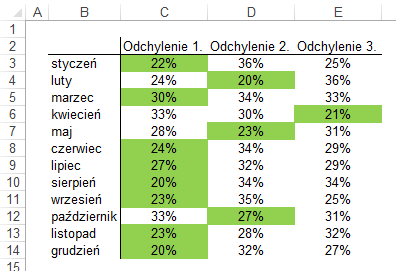 A B C D E
1
2 Odchylenie 1. Odchylenie 2. Odchylenie 3.
3 styczeń 22% 36% 25%
4 luty 24% 20% 36%
5 marzec 30% 34% 33%
6 kwiecień 33% 30% 21%
7 maj 28% 23% 31%
8 czerwiec 24% 34% 29%
9 lipiec 27% 32% 29%
10 sierpień 20% 34% 34%
11 wrzesień 23% 35% 25%
12 październik 33% 27% 31%
13 listopad 23% 28% 32%
14 grudzień 20% 32% 27%
15